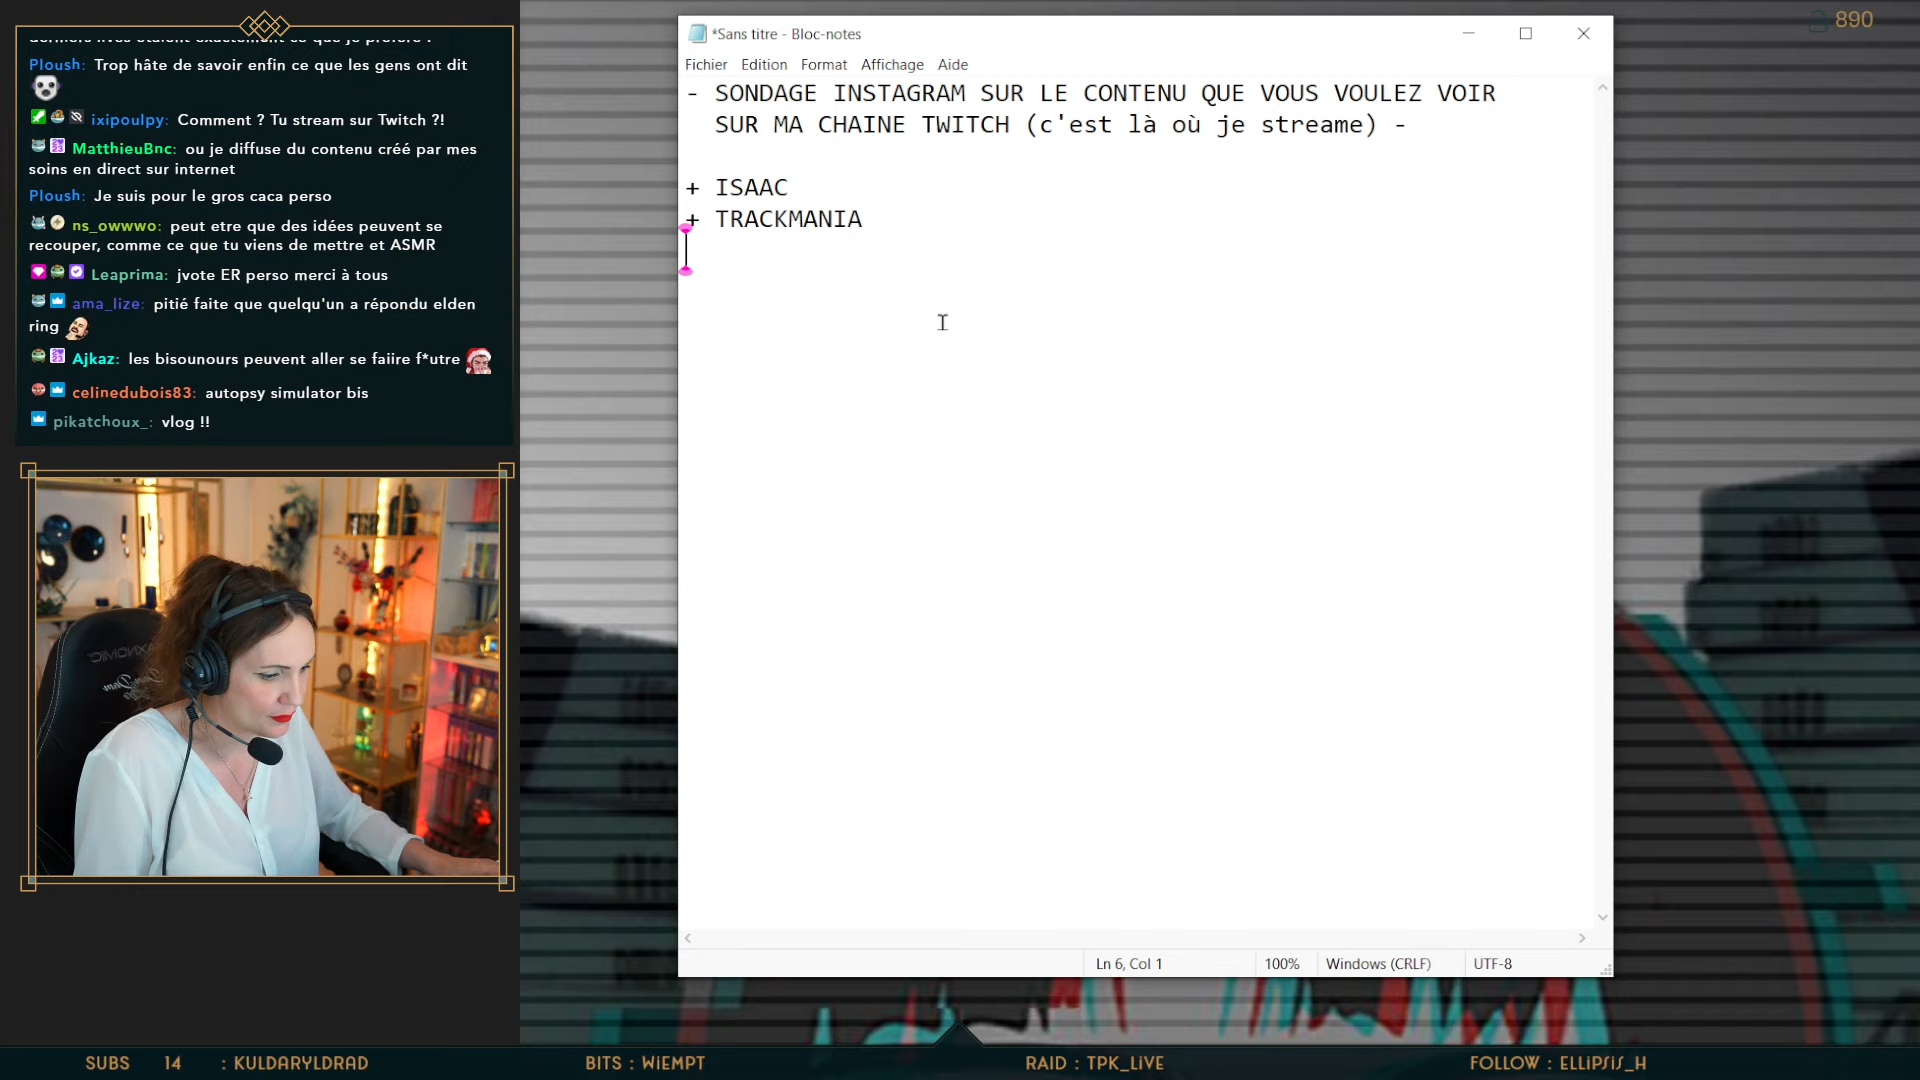 Ploush: Trop hâte de savoir enfin ce que les gens ont dit
ixipoulpy: Comment ? Tu stream sur Twitch ?!
MatthieuBnc: ou je diffuse du contenu créé par mes
soins en direct sur internet
Ploush: Je suis pour le gros caca perso
ns_owwwo: peut etre que des idées peuvent se
recouper, comme ce que tu viens de mettre et ASMR
Leaprima: jvote ER perso merci à tous
ama_lize: pitié faite que quelqu'un a répondu elden
ring
Ajkaz: les bisounours peuvent aller se faiire f*utre
celinedubois83: autopsy simulator bis
pikatchoux_: vlog !!
*Sans titre - Bloc-notes
Fichier Edition Format Affichage Aide
- SONDAGE INSTAGRAM SUR LE CONTENU QUE VOUS VOULEZ VOIR
SUR MA CHAINE TWITCH (c'est là où je streame) -
+ ISAAC
+ TRACKMANIA
Ln 6, Col 1 100% Windows (CRLF) UTF-8
890
SUBS 14 : KULDARYLDRAD BITS : WIEMPT RAID : TPK_LIVE FOLLOW : ELLIPSIS_H